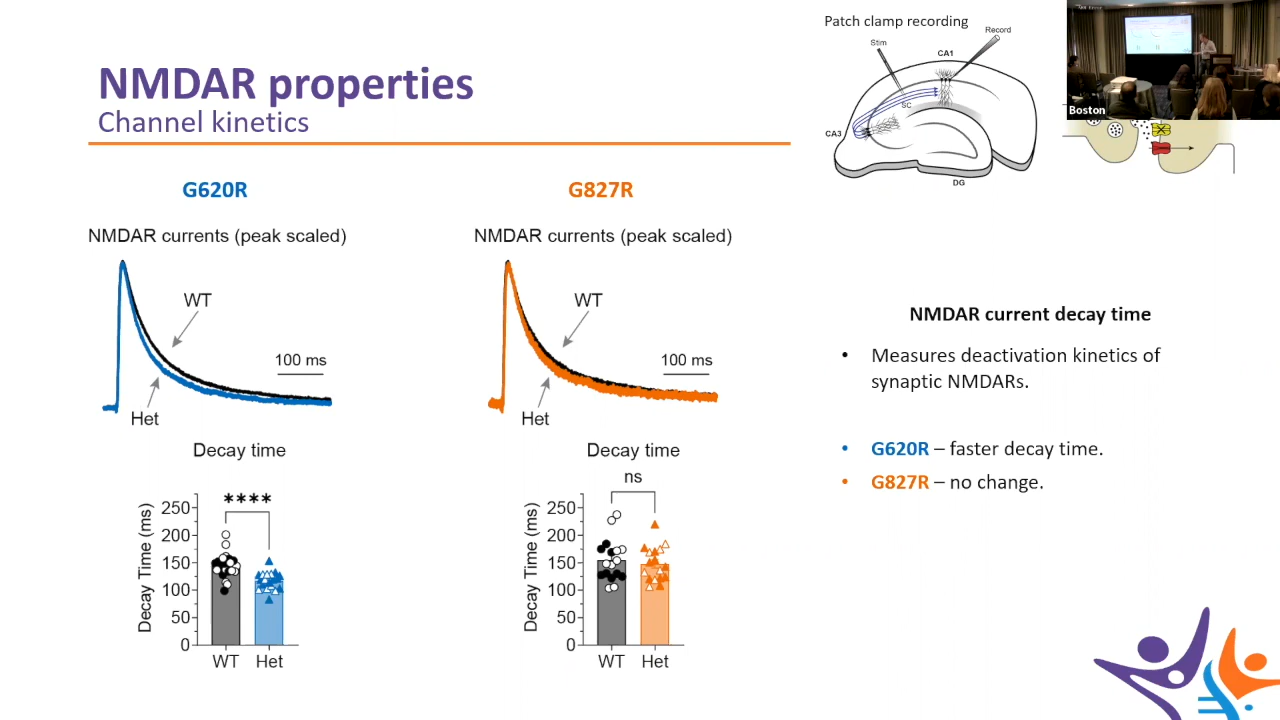 NMDAR properties
Channel kinetics
Patch clamp recording
Stim
Record
CA1
SC
CA3
DG
Boston
G620R
NMDAR currents (peak scaled)
WT
100 ms
Het
Decay time
****
Decay Time (ms)
250
200
150
100
50
0
WT Het
G827R
NMDAR currents (peak scaled)
WT
100 ms
Het
Decay time
ns
Decay Time (ms)
250
200
150
100
50
0
WT Het
NMDAR current decay time
• Measures deactivation kinetics of
synaptic NMDARs.
• G620R – faster decay time.
• G827R – no change.